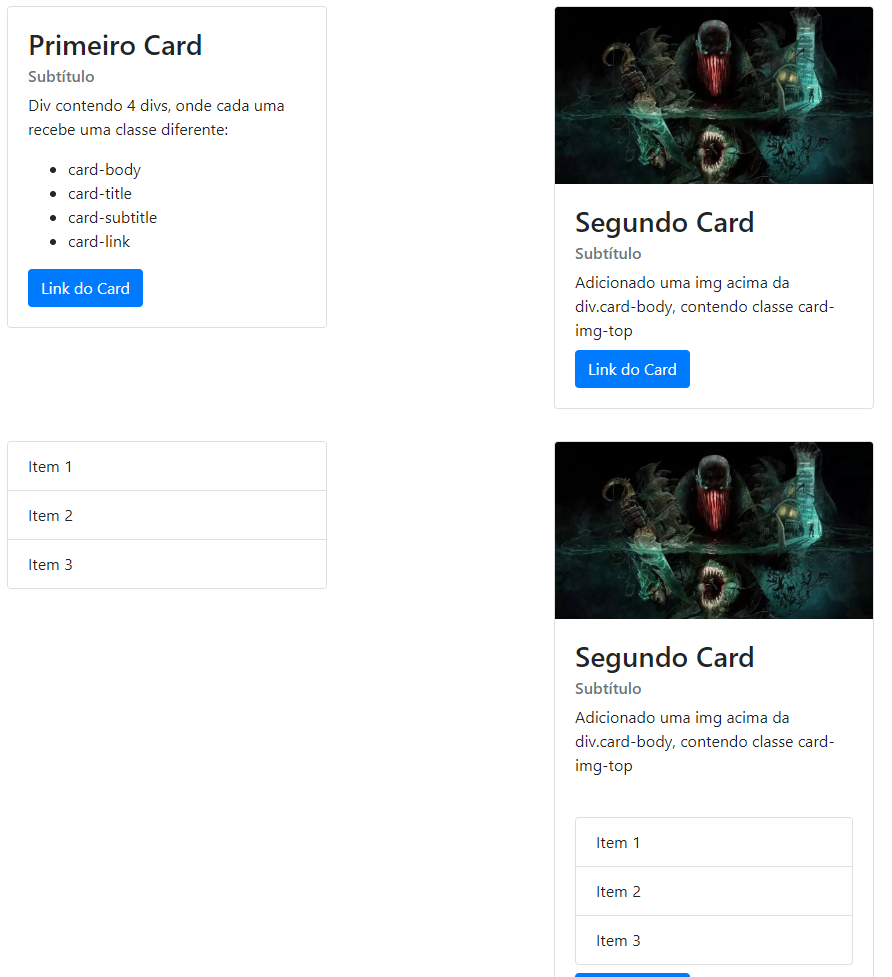 Primeiro Card
Subtítulo
Div contendo 4 divs, onde cada uma
recebe uma classe diferente:
card-body
card-title
card-subtitle
card-link
Link do Card
Segundo Card
Subtítulo
Adicionado uma img acima da
div.card-body, contendo classe card-
img-top
Link do Card
Item 1
Item 2
Item 3
Segundo Card
Subtítulo
Adicionado uma img acima da
div.card-body, contendo classe card-
img-top
Item 1
Item 2
Item 3